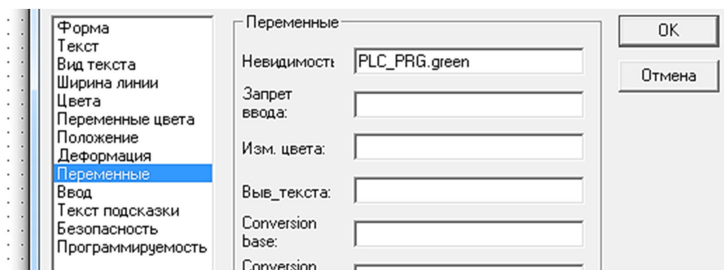 Форма
Текст
Вид текста
Ширина линии
Цвета
Переменные цвета
Положение
Деформация
Переменные
Ввод
Текст подсказки
Безопасность
Программируемость
Переменные
Невидимость PLC_PRG.green
Запрет
ввода:
Изм. цвета:
Выв_текста:
Conversion
base:
Conversion
OK
Отмена